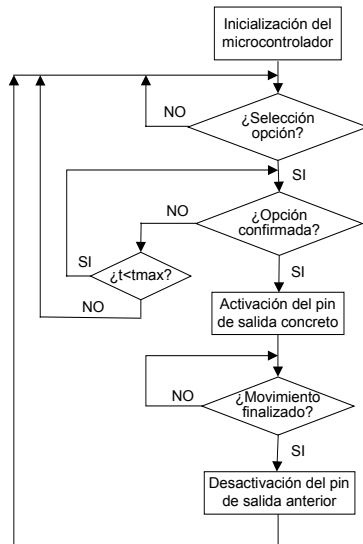 Inicialización del
microcontrolador
¿Selección
opción?
NO
SI
¿Opción
confirmada?
NO
SI
¿t<tmax?
SI
NO
Activación del pin
de salida concreto
¿Movimiento
finalizado?
NO
SI
Desactivación del pin
de salida anterior